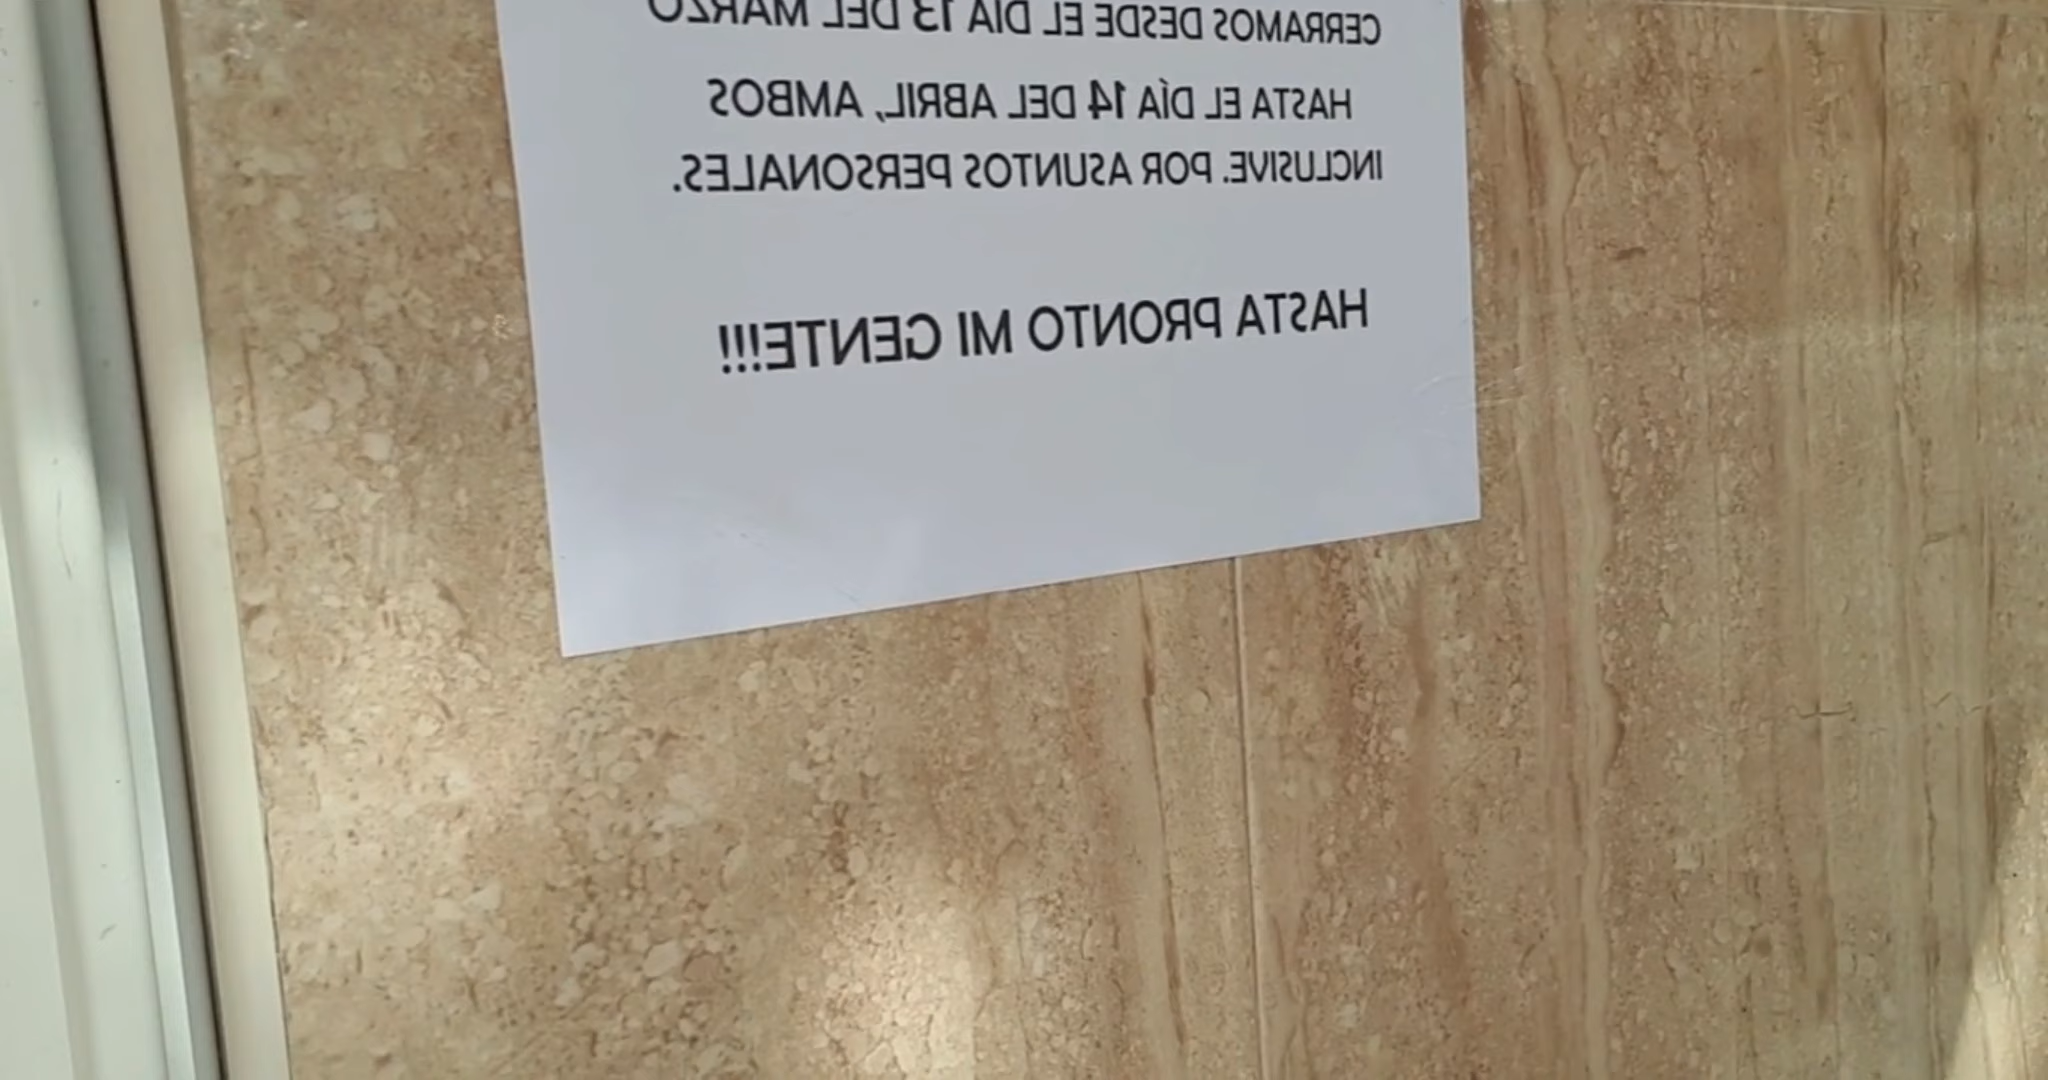 CERRAMOS DESDE EL DÍA 13 DEL MARZO
HASTA EL DÍA 14 DEL ABRIL, AMBOS
INCLUSIVE. POR ASUNTOS PERSONALES.
HASTA PRONTO MI GENTE!!!!